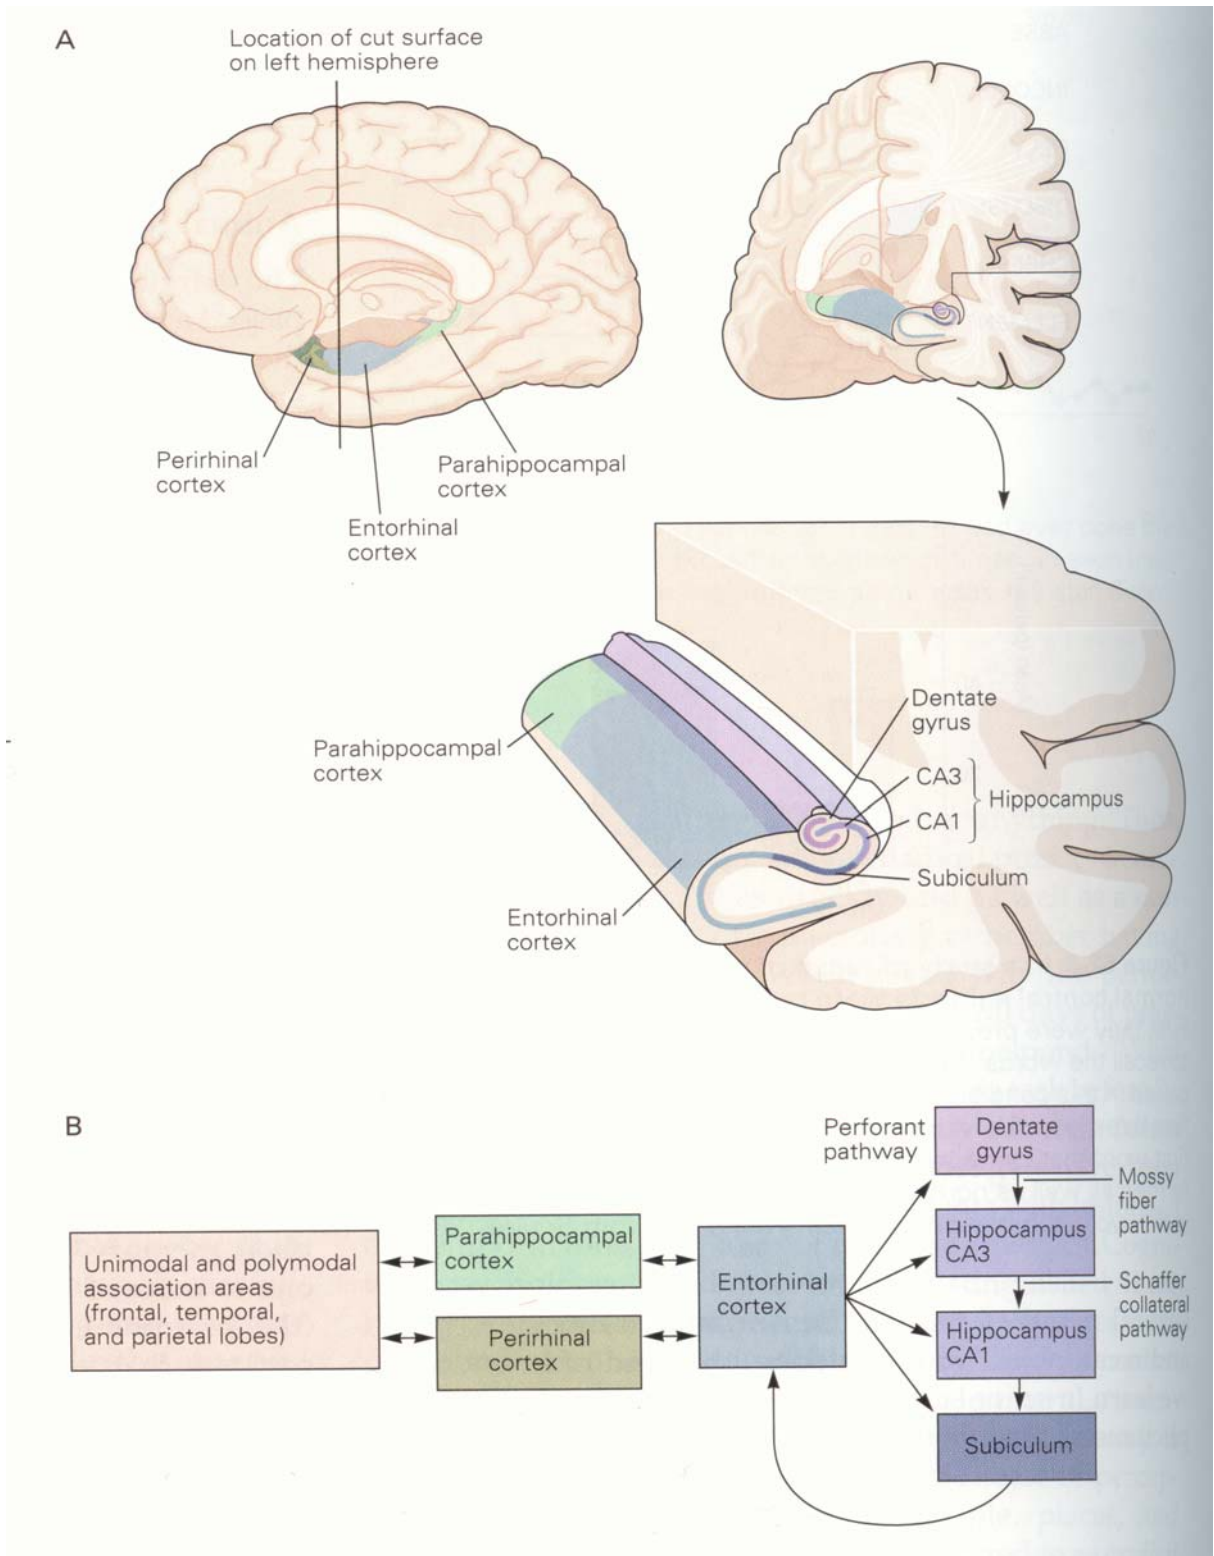 A
Location of cut surface
on left hemisphere
Perirhinal
cortex
Parahippocampal
cortex
Entorhinal
cortex
Dentate
gyrus
Parahippocampal
cortex
CA3
Hippocampus
CA1
Subiculum
Entorhinal
cortex
B
Perforant
pathway
Dentate
gyrus
Mossy
fiber
pathway
Parahippocampal
cortex
Hippocampus
CA3
Unimodal and polymodal
association areas
(frontal, temporal,
and parietal lobes)
Entorhinal
cortex
Schaffer
collateral
pathway
Perirhinal
cortex
Hippocampus
CA1
Subiculum